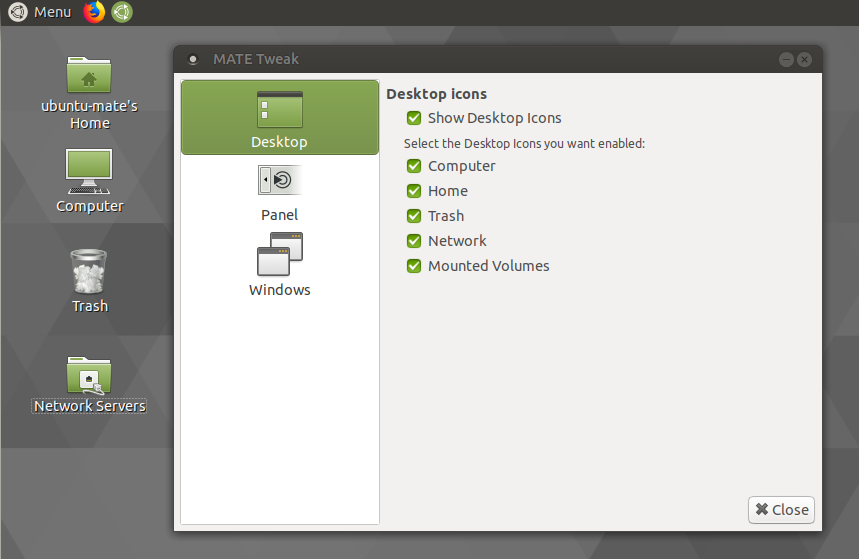 Menu
ubuntu-mate's
Home
Computer
Trash
Network Servers
MATE Tweak
Desktop
Panel
Windows
Desktop icons
Show Desktop Icons
Select the Desktop Icons you want enabled:
Computer
Home
Trash
Network
Mounted Volumes
Close